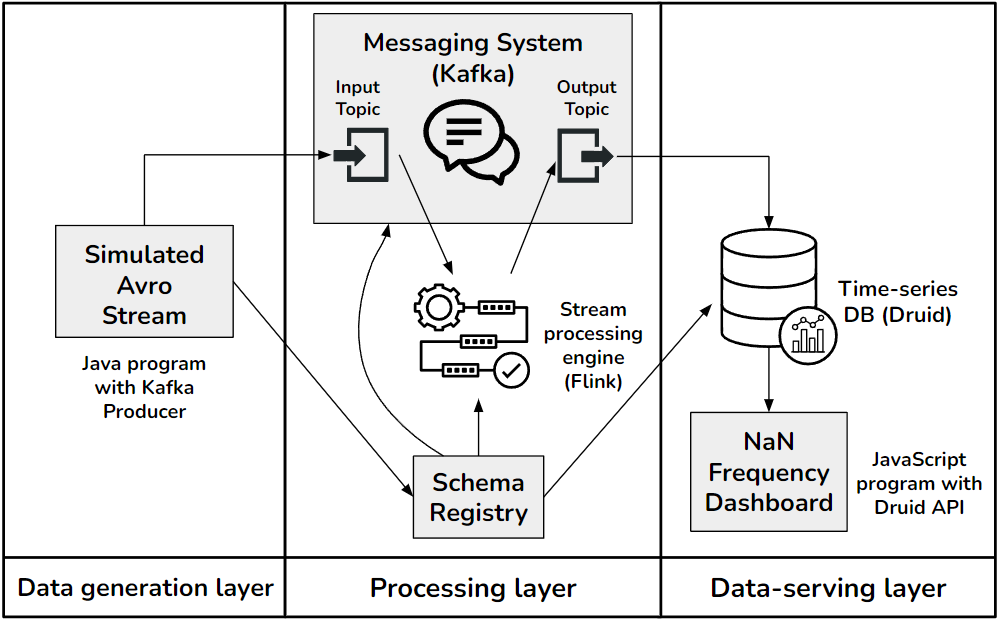 Messaging System
(Kafka)
Input
Topic
Output
Topic
Simulated
Avro
Stream
Java program
with Kafka
Producer
Stream
processing
engine
(Flink)
Schema
Registry
Time-series
DB (Druid)
NaN
Frequency
Dashboard
JavaScript
program with
Druid API
Data generation layer
Processing layer
Data-serving layer